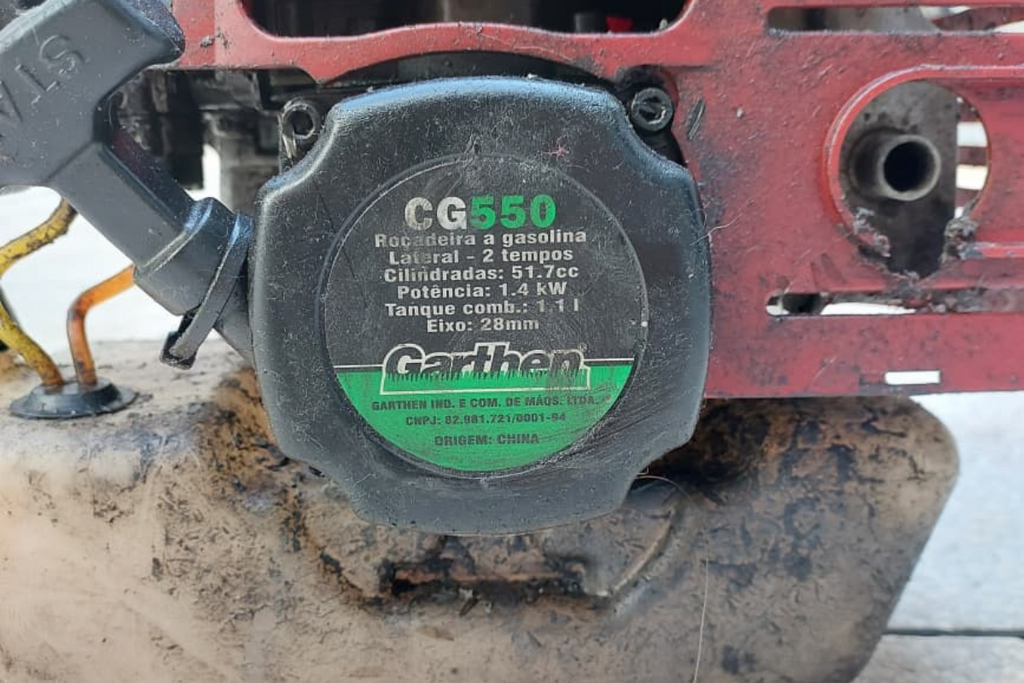 STA
CG550
Roçadeira a gasolina
Lateral - 2 tempos
Cilindradas: 51.7cc
Potência: 1.4 kW
Tanque comb.: 1.1 l
Eixo: 28mm
Garthen
GARTHEN IND. E COM. DE MÁQS. LTDA.
CNPJ: 82.981.721/0001-94
ORIGEM: CHINA